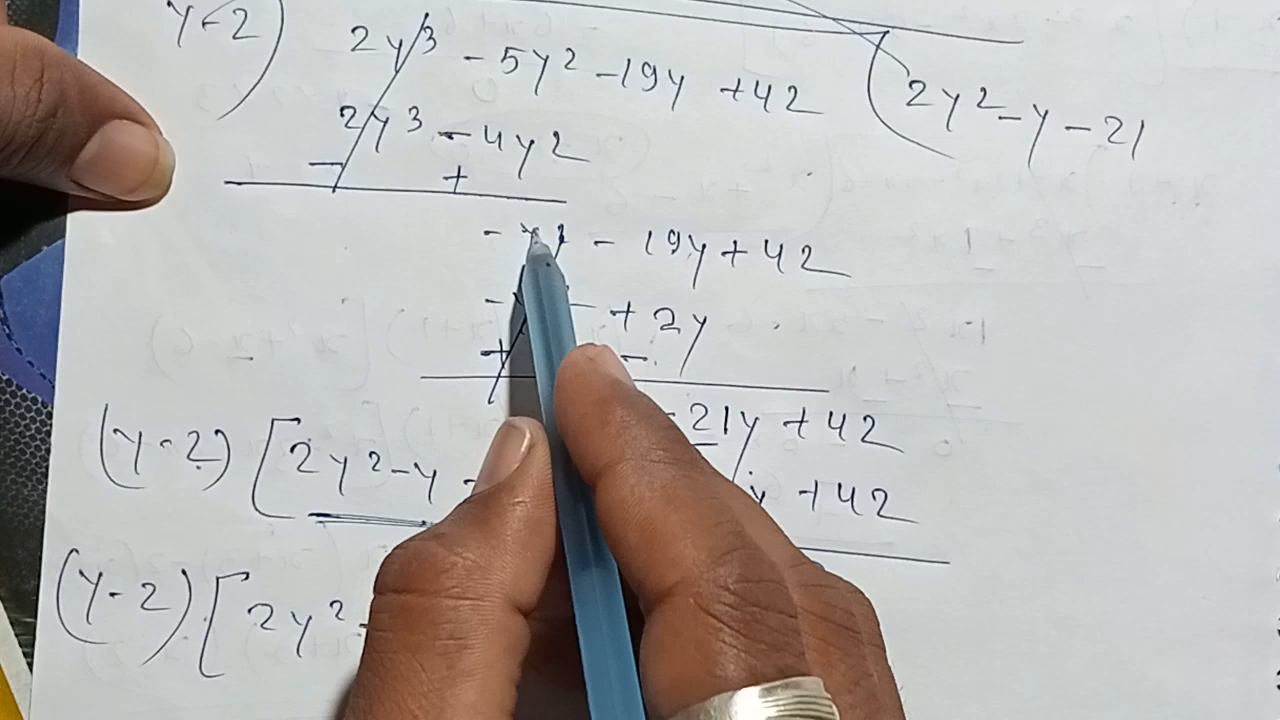 y-2) 2y³ - 5y² - 19y + 42 (2y² - y - 21
2y³ - 4y²
- +
- y² - 19y + 42
- + 2y
+ -
- 21y + 42
(y-2) [2y² - y -
y + 42
(y-2) [2y² -